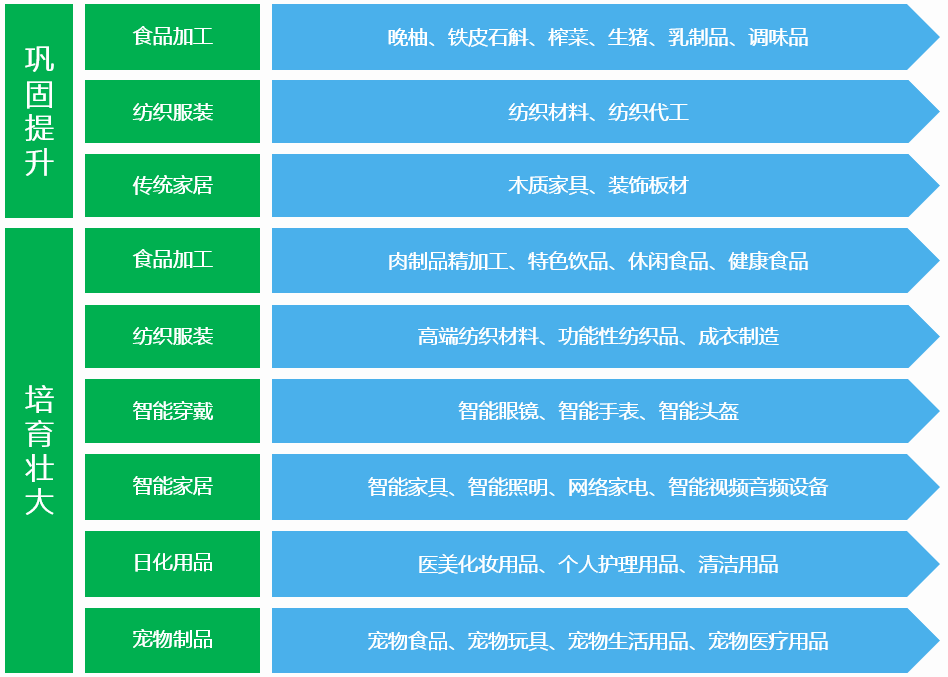 巩固提升
食品加工
晚柚、铁皮石斛、榨菜、生猪、乳制品、调味品
纺织服装
纺织材料、纺织代工
传统家居
木质家具、装饰板材
培育壮大
食品加工
肉制品精加工、特色饮品、休闲食品、健康食品
纺织服装
高端纺织材料、功能性纺织品、成衣制造
智能穿戴
智能眼镜、智能手表、智能头盔
智能家居
智能家具、智能照明、网络家电、智能视频音频设备
日化用品
医美化妆用品、个人护理用品、清洁用品
宠物制品
宠物食品、宠物玩具、宠物生活用品、宠物医疗用品